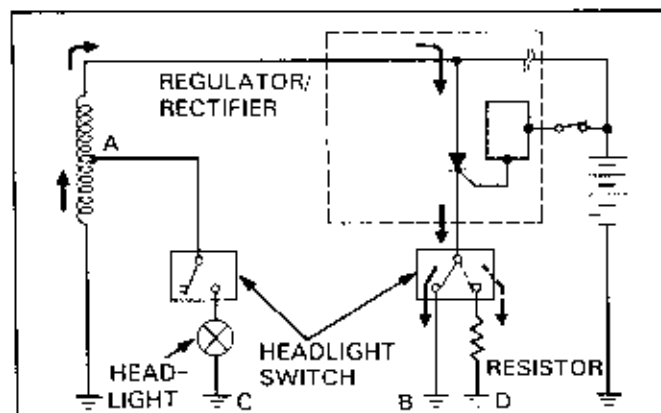 REGULATOR/
RECTIFIER
A
HEAD-
LIGHT
C
HEADLIGHT
SWITCH
B
D
RESISTOR